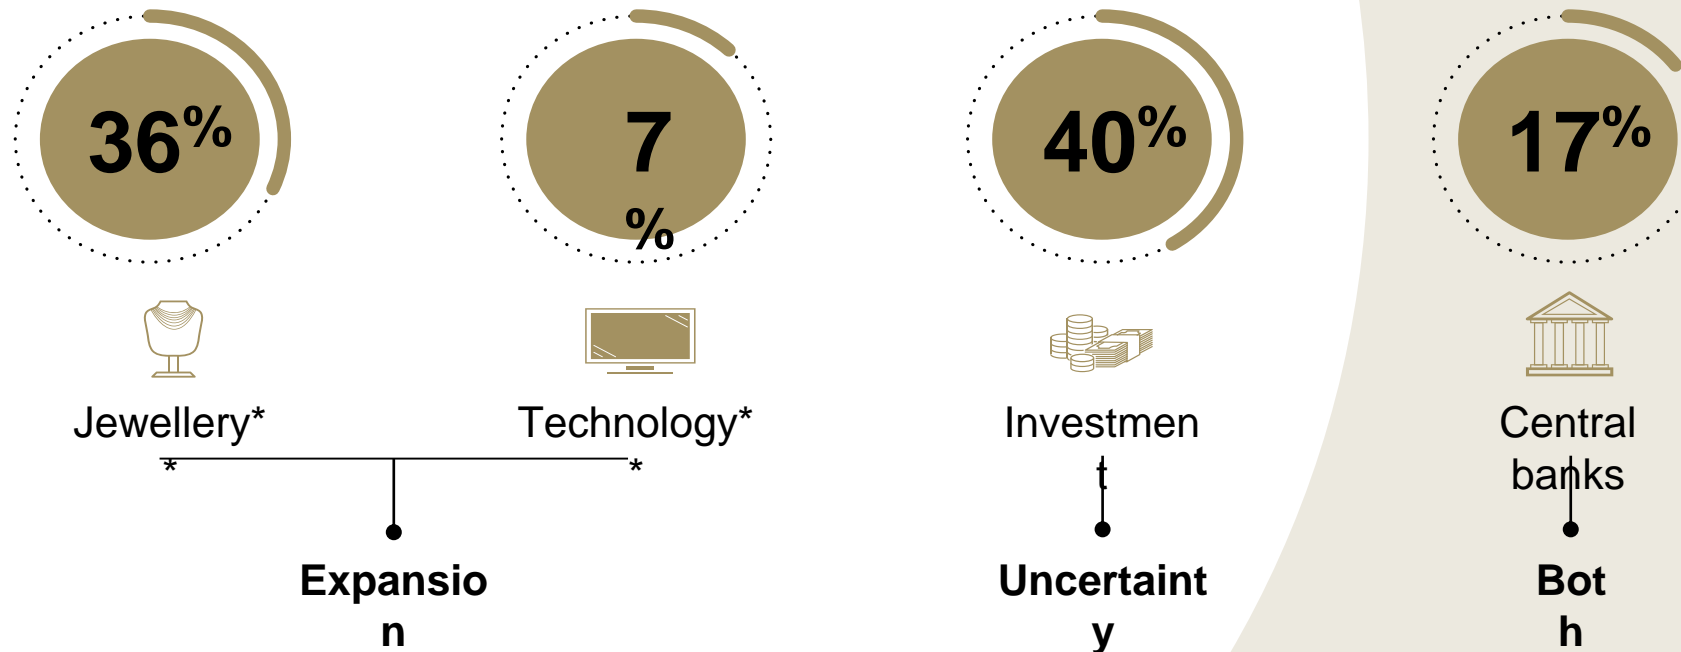 36%
7
%
40%
17%
Jewellery*
*
Technology*
*
Investmen
t
Central
banks
Expansio
n
Uncertaint
y
Bot
h